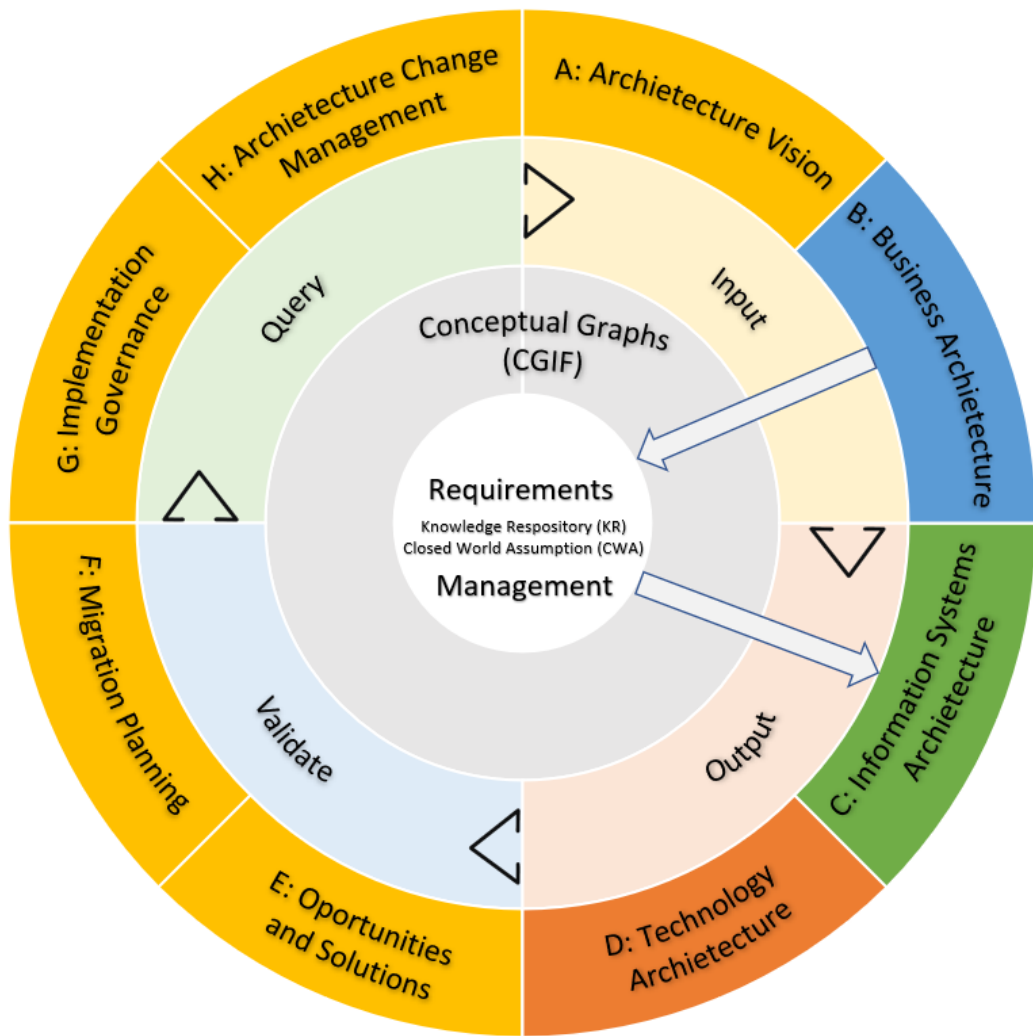 A: Archietecture Vision
B: Business Archietecture
C: Information Systems
Archietecture
D: Technology
Archietecture
E: Oportunities
and Solutions
F: Migration Planning
G: Implementation
Governance
H: Archietecture Change
Management
Input
Output
Validate
Query
Conceptual Graphs
(CGIF)
Requirements
Knowledge Respository (KR)
Closed World Assumption (CWA)
Management